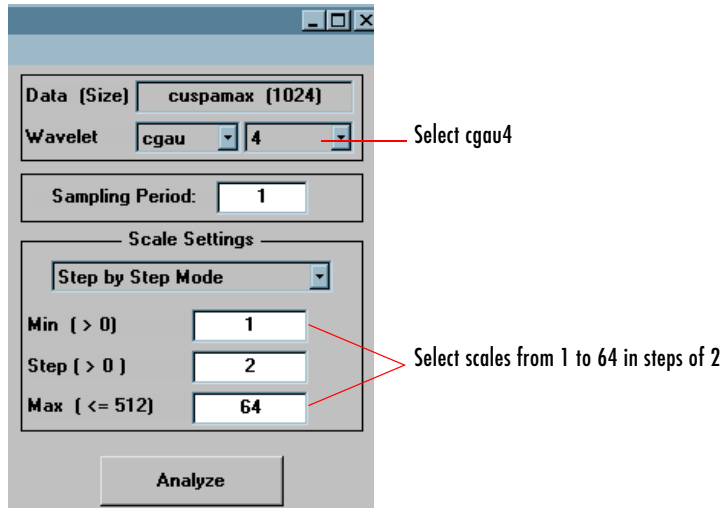 Data (Size) cuspamax (1024)
Wavelet cgau 4
Select cgau4
Sampling Period: 1
Scale Settings
Step by Step Mode
Min ( > 0) 1
Step ( > 0 ) 2
Select scales from 1 to 64 in steps of 2
Max ( <= 512) 64
Analyze